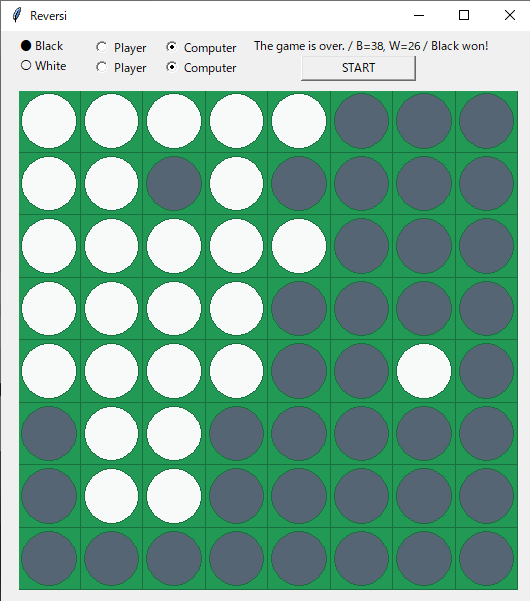 Reversi
Black Player Computer The game is over. / B=38, W=26 / Black won!
White Player Computer START